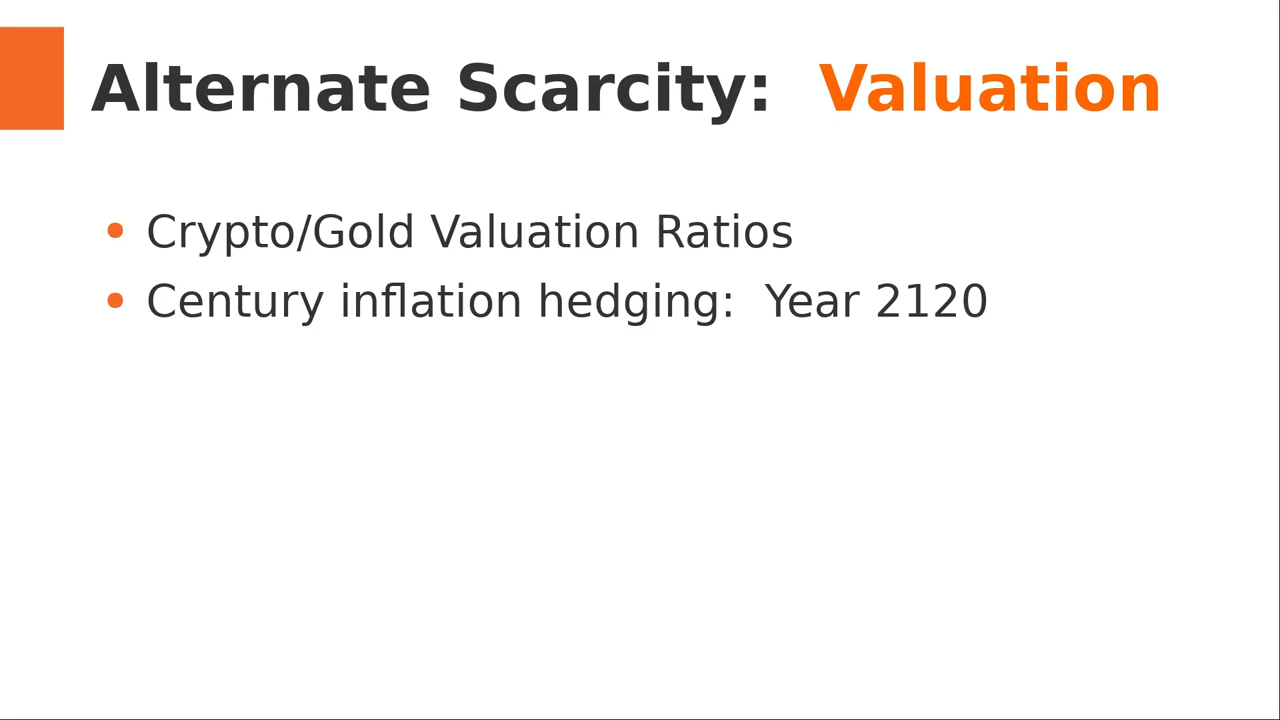 Alternate Scarcity:  Valuation
• Crypto/Gold Valuation Ratios
• Century inflation hedging:  Year 2120